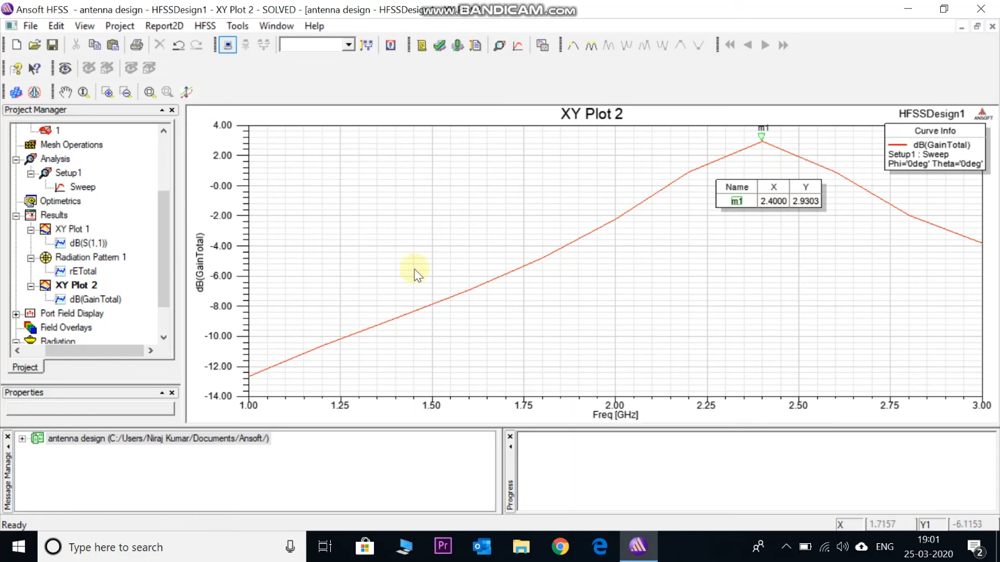 Ansoft HFSS - antenna design - HFSSDesign1 - XY Plot 2 - SOLVED - [antenna design - HFSSDesig
www.BANDICAM.com
File Edit View Project Report2D HFSS Tools Window Help
Project Manager
1
Mesh Operations
Analysis
Setup1
Sweep
Optimetrics
Results
XY Plot 1
dB(S(1,1))
Radiation Pattern 1
rETotal
XY Plot 2
dB(GainTotal)
Port Field Display
Field Overlays
Radiation
Project
Properties
XY Plot 2
HFSSDesign1
ANSOFT
Curve Info
dB(GainTotal)
Setup1 : Sweep
Phi='0deg' Theta='0deg'
m1
Name X Y
m1 2.4000 2.9303
dB(GainTotal)
4.00
2.00
-0.00
-2.00
-4.00
-6.00
-8.00
-10.00
-12.00
-14.00
1.00 1.25 1.50 1.75 2.00 2.25 2.50 2.75 3.00
Freq [GHz]
Message Manage
antenna design (C:/Users/Niraj Kumar/Documents/Ansoft/)
Progress
Ready
X 1.7157 Y1 -6.1153
Type here to search
Pr
ENG
19:01
25-03-2020
2